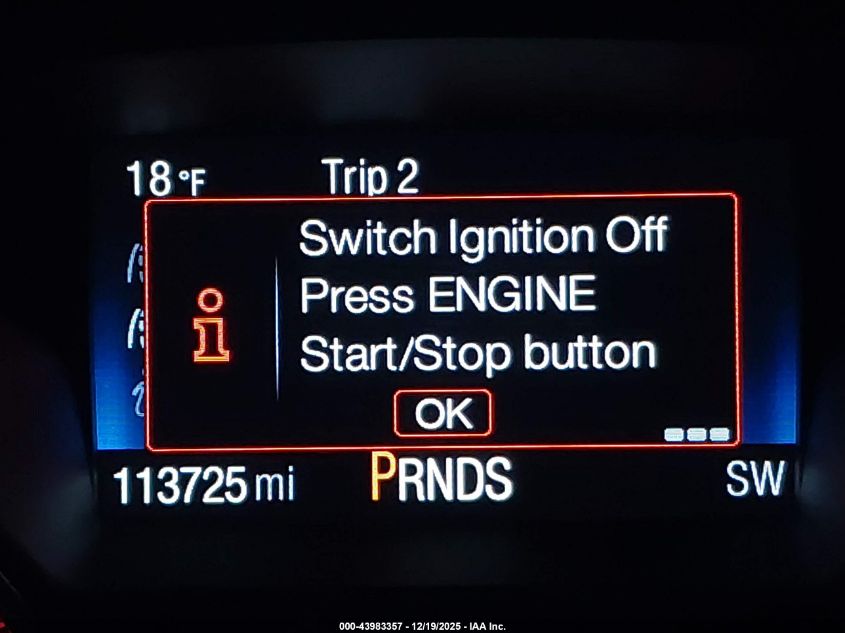 18 °F Trip 2
Switch Ignition Off
Press ENGINE
Start/Stop button
OK
113725 mi PRNDS SW
000-43983357 - 12/19/2025 - IAA Inc.